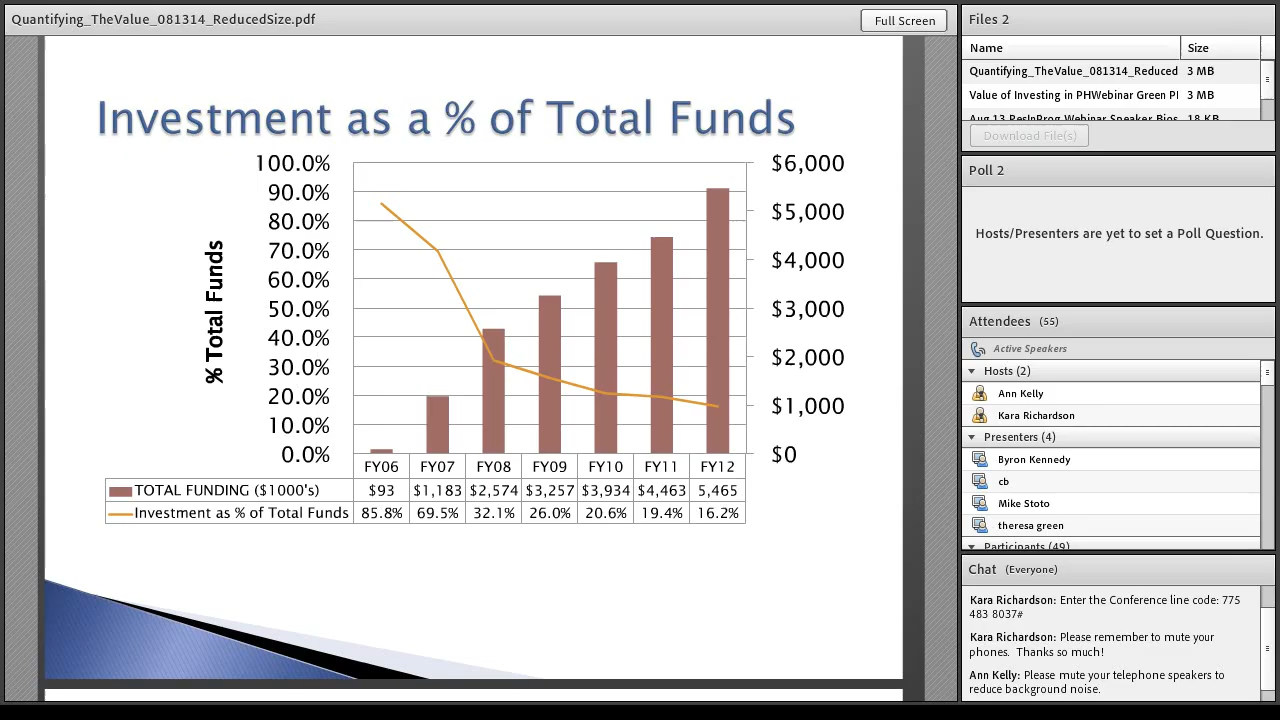 Quantifying_TheValue_081314_ReducedSize.pdf
Full Screen
Investment as a % of Total Funds
% Total Funds
100.0%
90.0%
80.0%
70.0%
60.0%
50.0%
40.0%
30.0%
20.0%
10.0%
0.0%
$6,000
$5,000
$4,000
$3,000
$2,000
$1,000
$0
FY06 FY07 FY08 FY09 FY10 FY11 FY12
TOTAL FUNDING ($1000's) $93 $1,183 $2,574 $3,257 $3,934 $4,463 5,465
Investment as % of Total Funds 85.8% 69.5% 32.1% 26.0% 20.6% 19.4% 16.2%
Files 2
Name Size
Quantifying_TheValue_081314_Reduced 3 MB
Value of Investing in PHWebinar Green Pl 3 MB
Aug 13 ResInProg Webinar Speaker Bios 18 KB
Download File(s)
Poll 2
Hosts/Presenters are yet to set a Poll Question.
Attendees (55)
Active Speakers
Hosts (2)
Ann Kelly
Kara Richardson
Presenters (4)
Byron Kennedy
cb
Mike Stoto
theresa green
Participants (49)
Chat (Everyone)
Kara Richardson: Enter the Conference line code: 775
483 8037#
Kara Richardson: Please remember to mute your
phones. Thanks so much!
Ann Kelly: Please mute your telephone speakers to
reduce background noise.